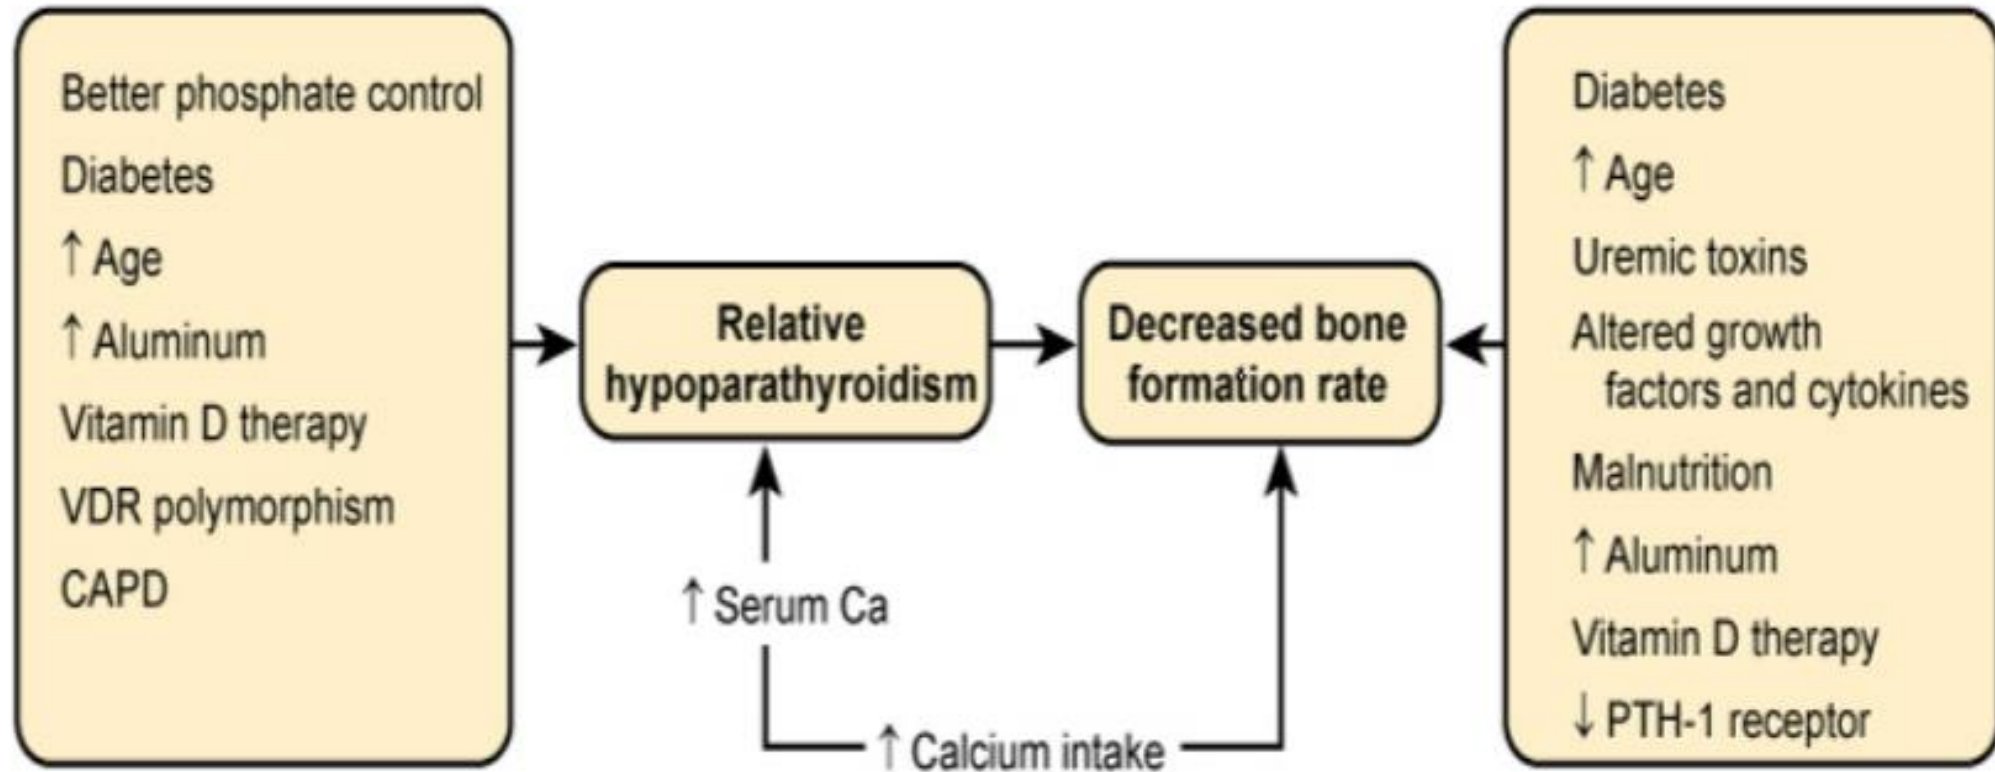 Better phosphate control
Diabetes
↑ Age
↑ Aluminum
Vitamin D therapy
VDR polymorphism
CAPD
Relative
hypoparathyroidism
Decreased bone
formation rate
↑ Serum Ca
↑ Calcium intake
Diabetes
↑ Age
Uremic toxins
Altered growth
factors and cytokines
Malnutrition
↑ Aluminum
Vitamin D therapy
↓ PTH-1 receptor